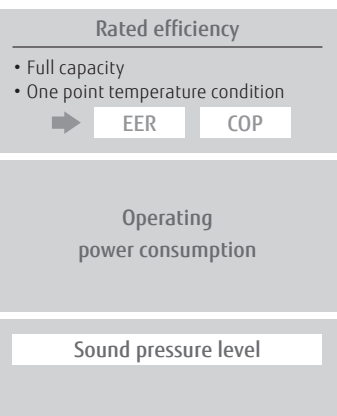 Rated efficiency
• Full capacity
• One point temperature condition
EER COP
Operating
power consumption
Sound pressure level